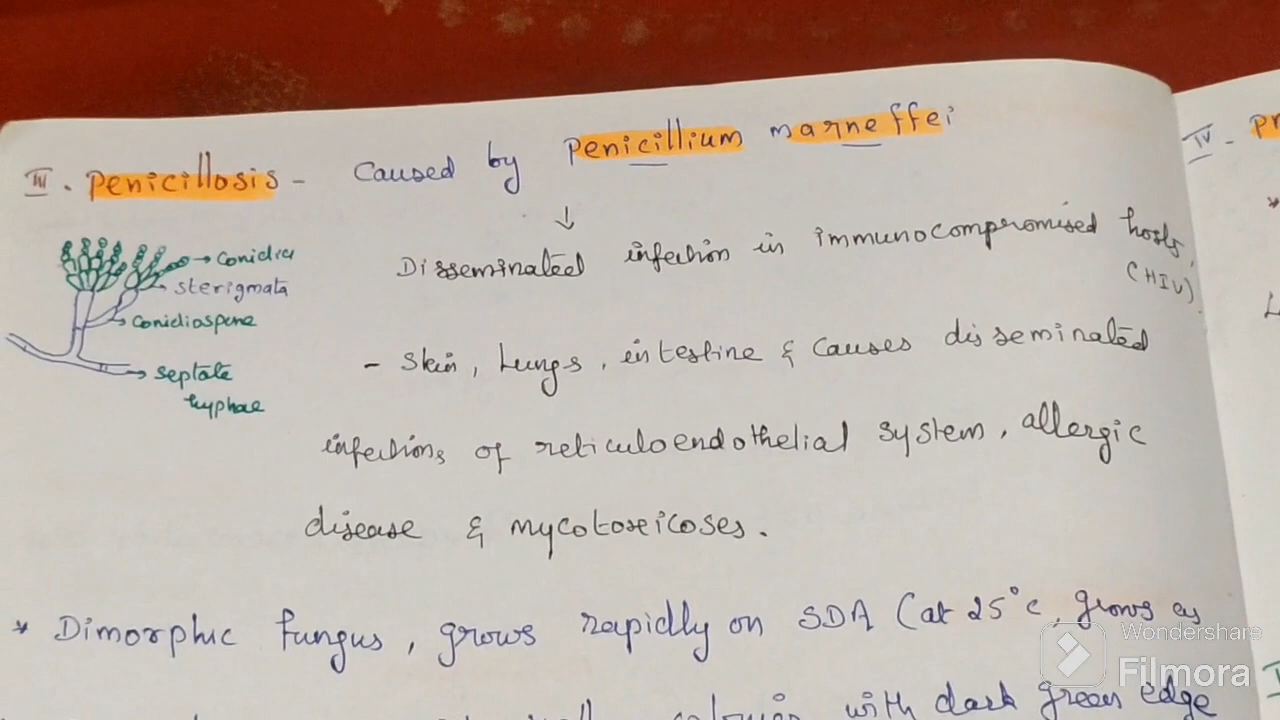 III. Penicillosis - Caused by Penicillium marneffei
↓
Disseminated infection in immunocompromised hosts,
(HIV)
conidia
sterigmata
conidiospore
septate
hyphae
- Skin, Lungs, intestine & causes disseminated
infections of reticuloendothelial system, allergic
disease & mycotoxicoses.
* Dimorphic fungus, grows rapidly on SDA (at 25°c, grows as
with dark green edge
IV -
Wondershare
Filmora